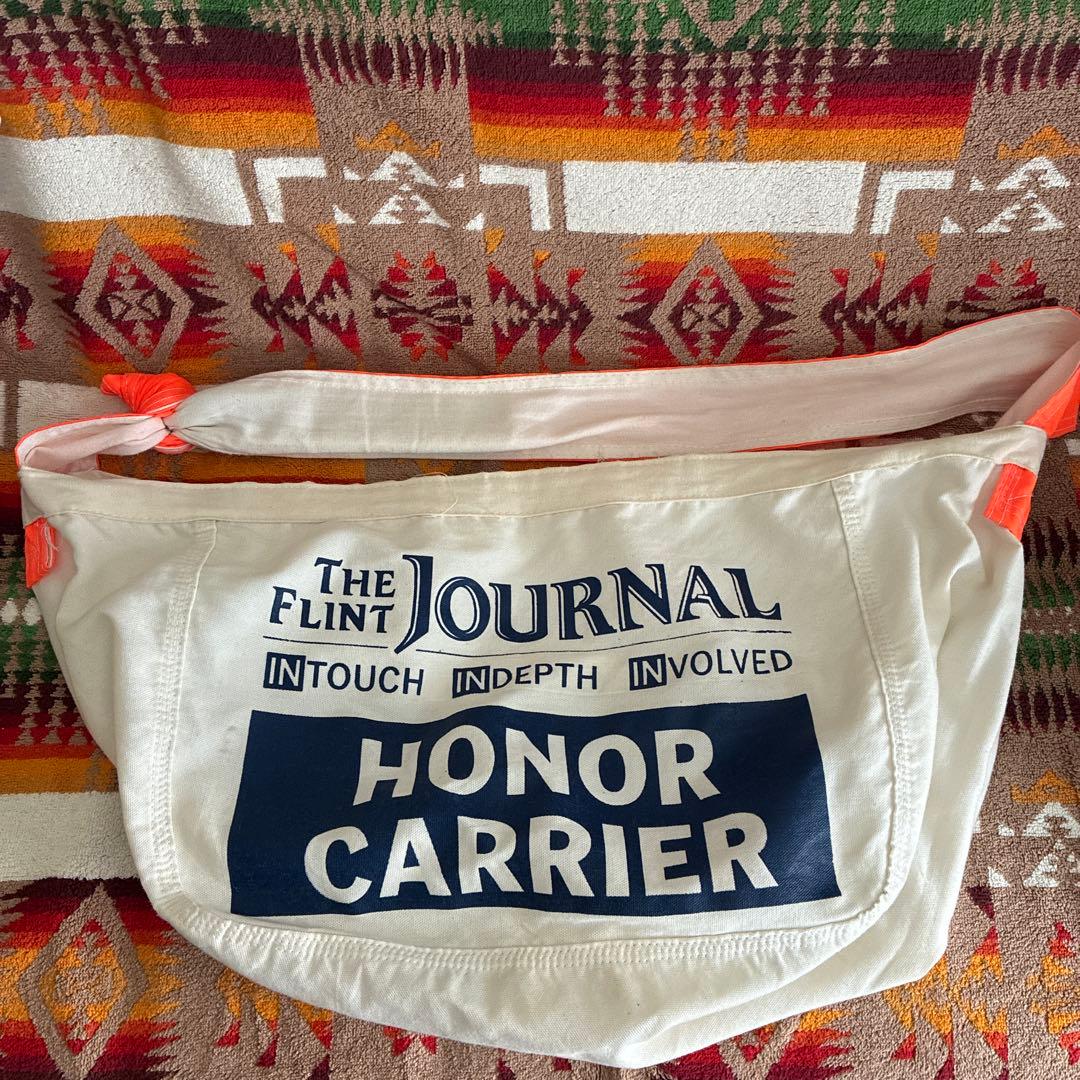 THE FLINT JOURNAL
INTOUCH INDEPTH INVOLVED
HONOR
CARRIER